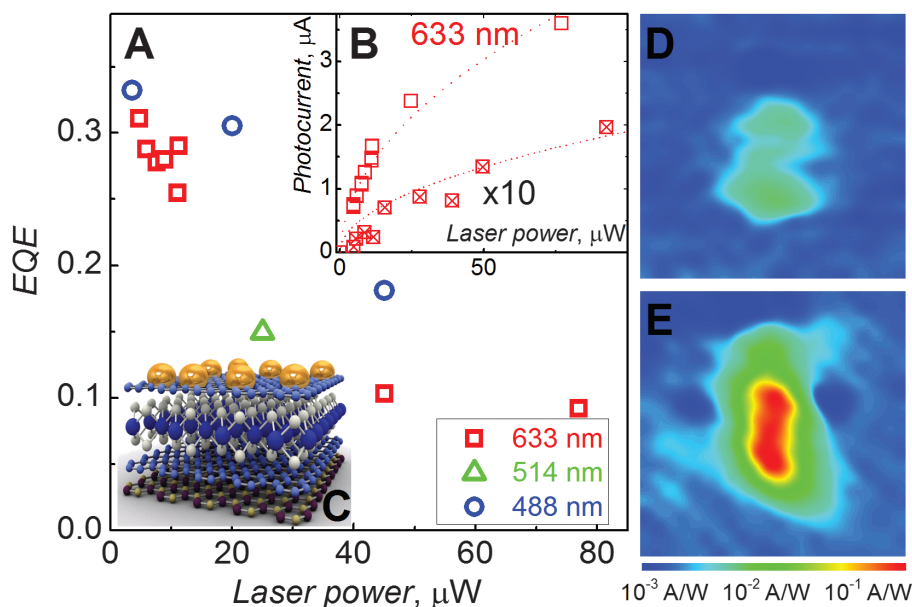 A
EQE
0.3
0.2
0.1
0.0
0
20
40
60
80
Laser power, μW
633 nm
514 nm
488 nm
B
Photocurrent, μA
2
1
0
633 nm
x10
Laser power, μW
0
50
C
D
E
10⁻³ A/W 10⁻² A/W 10⁻¹ A/W